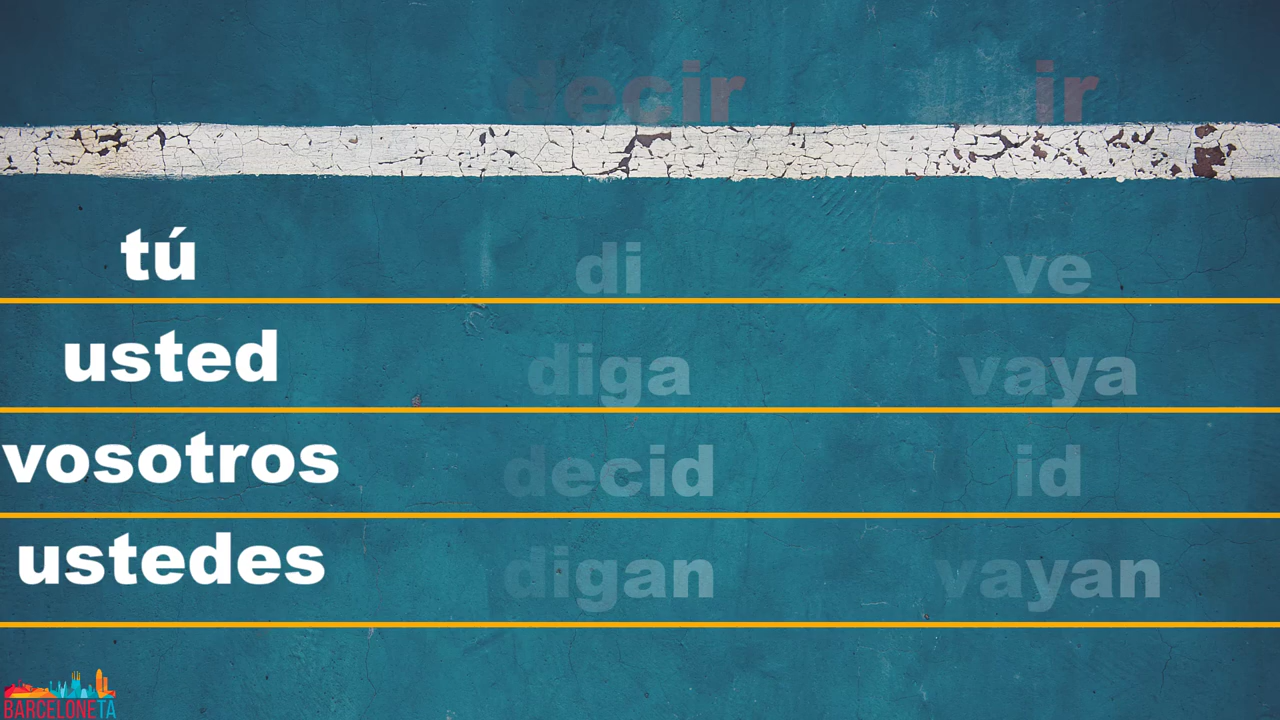 decir ir
tú di ve
usted diga vaya
vosotros decid id
ustedes digan vayan
BARCELONETA